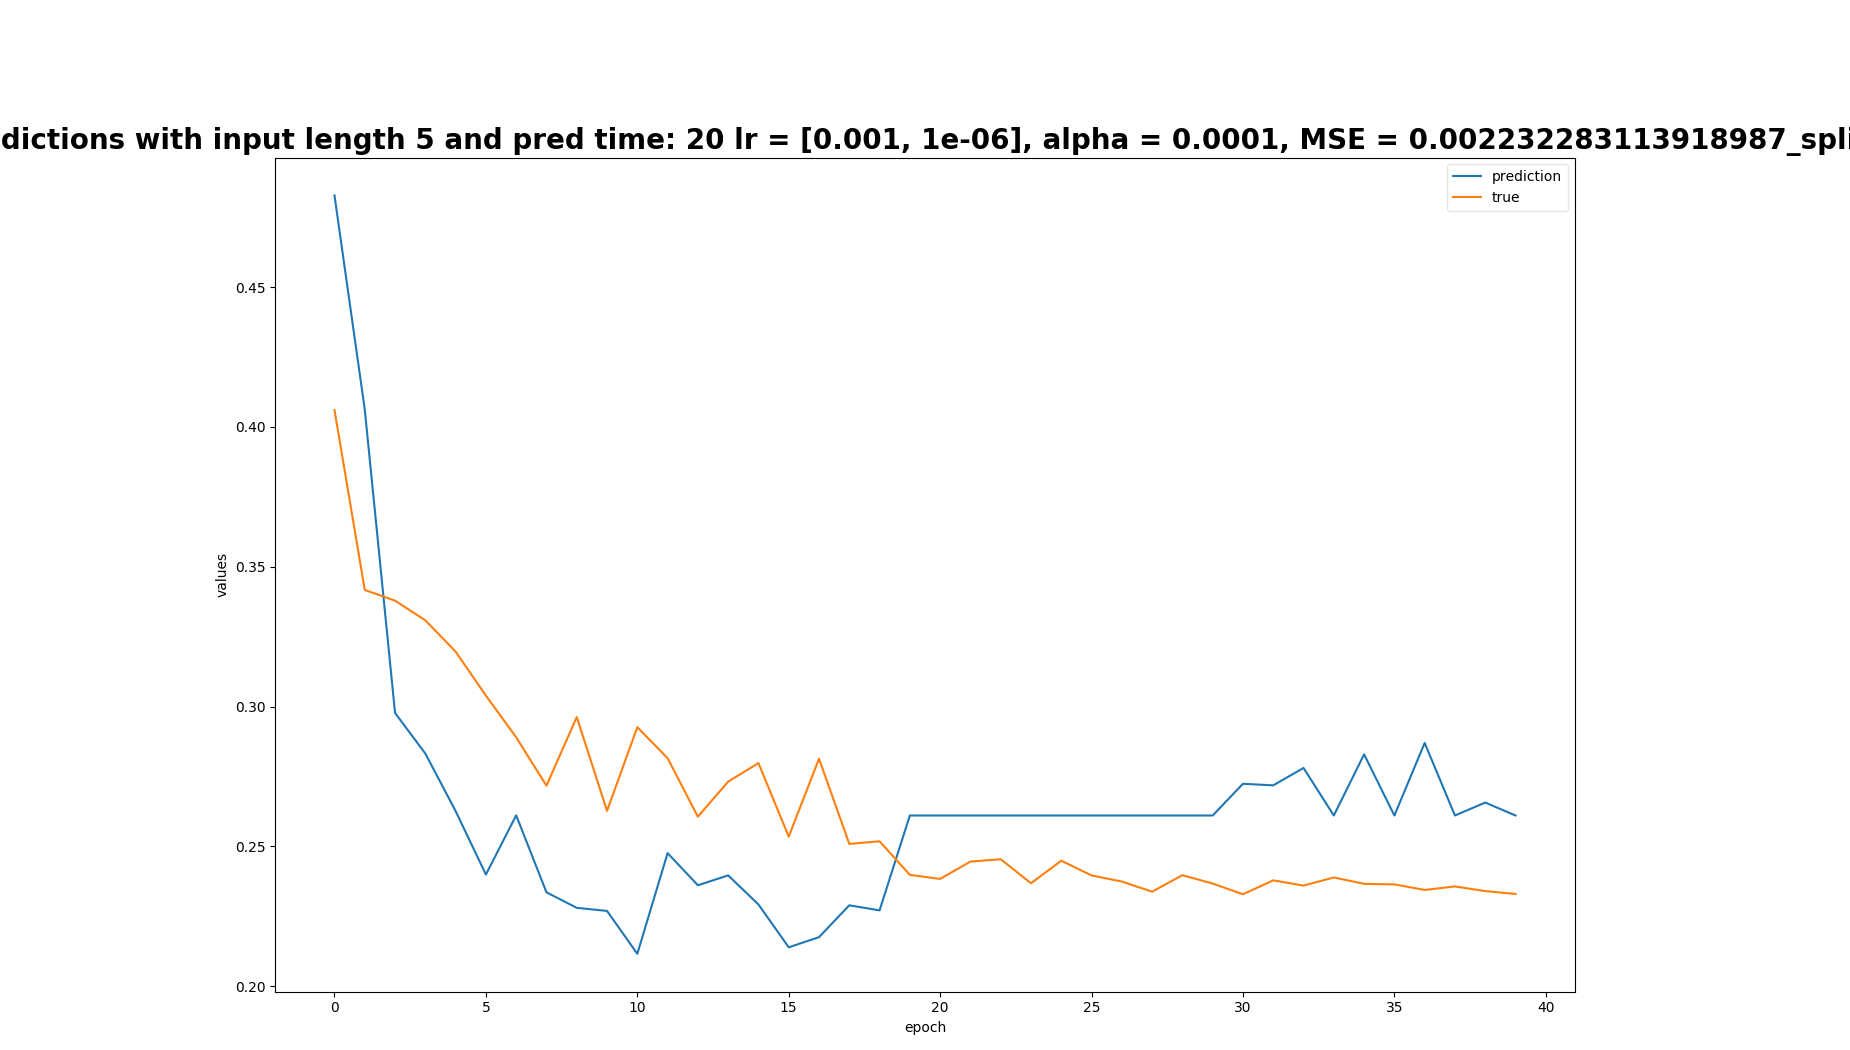 dictions with input length 5 and pred time: 20 lr = [0.001, 1e-06], alpha = 0.0001, MSE = 0.002232283113918987_spli
prediction
true
0.45
0.40
0.35
0.30
0.25
0.20
values
0 5 10 15 20 25 30 35 40
epoch